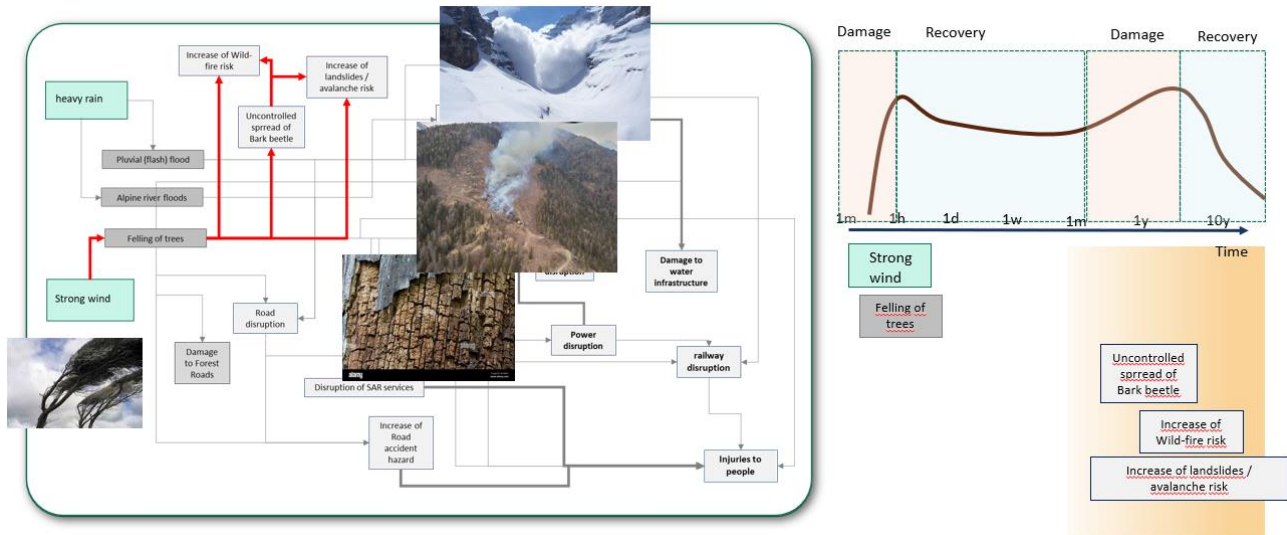 heavy rain
Increase of Wild-
fire risk
Increase of
landslides /
avalanche risk
Uncontrolled
sprread of
Bark beetle
Pluvial (flash) flood
Alpine river floods
Felling of trees
Strong wind
Road
disruption
Damage
to Forest
Roads
disruption
Damage to
water
infrastructure
Power
disruption
railway
disruption
Disruption of SAR services
Increase of
Road
accident
hazard
Injuries to
people
alamy
Damage
Recovery
Damage
Recovery
1m
1h
1d
1w
1m
1y
10y
Time
Strong
wind
Felling of
trees
Uncontrolled
sprread of
Bark beetle
Increase of
Wild-fire risk
Increase of landslides /
avalanche risk